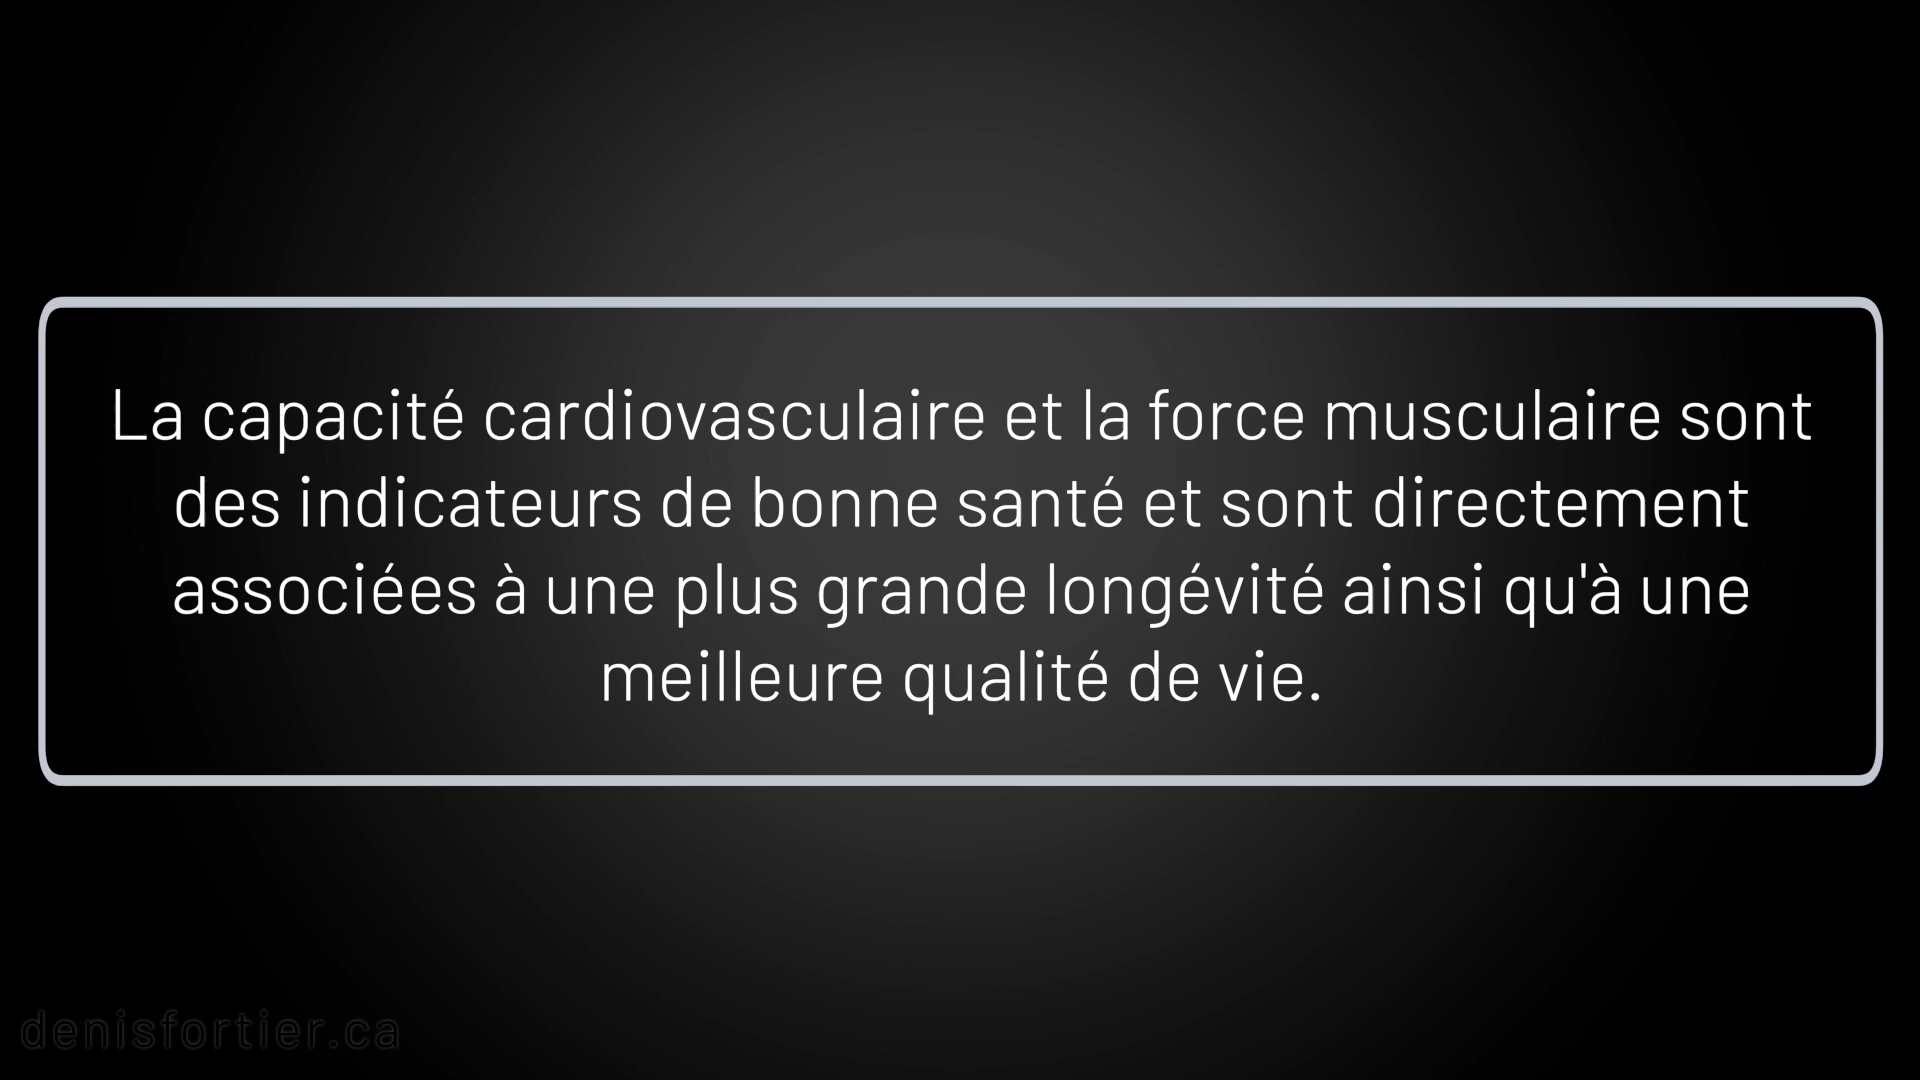 La capacité cardiovasculaire et la force musculaire sont
des indicateurs de bonne santé et sont directement
associées à une plus grande longévité ainsi qu'à une
meilleure qualité de vie.
denisfortier.ca